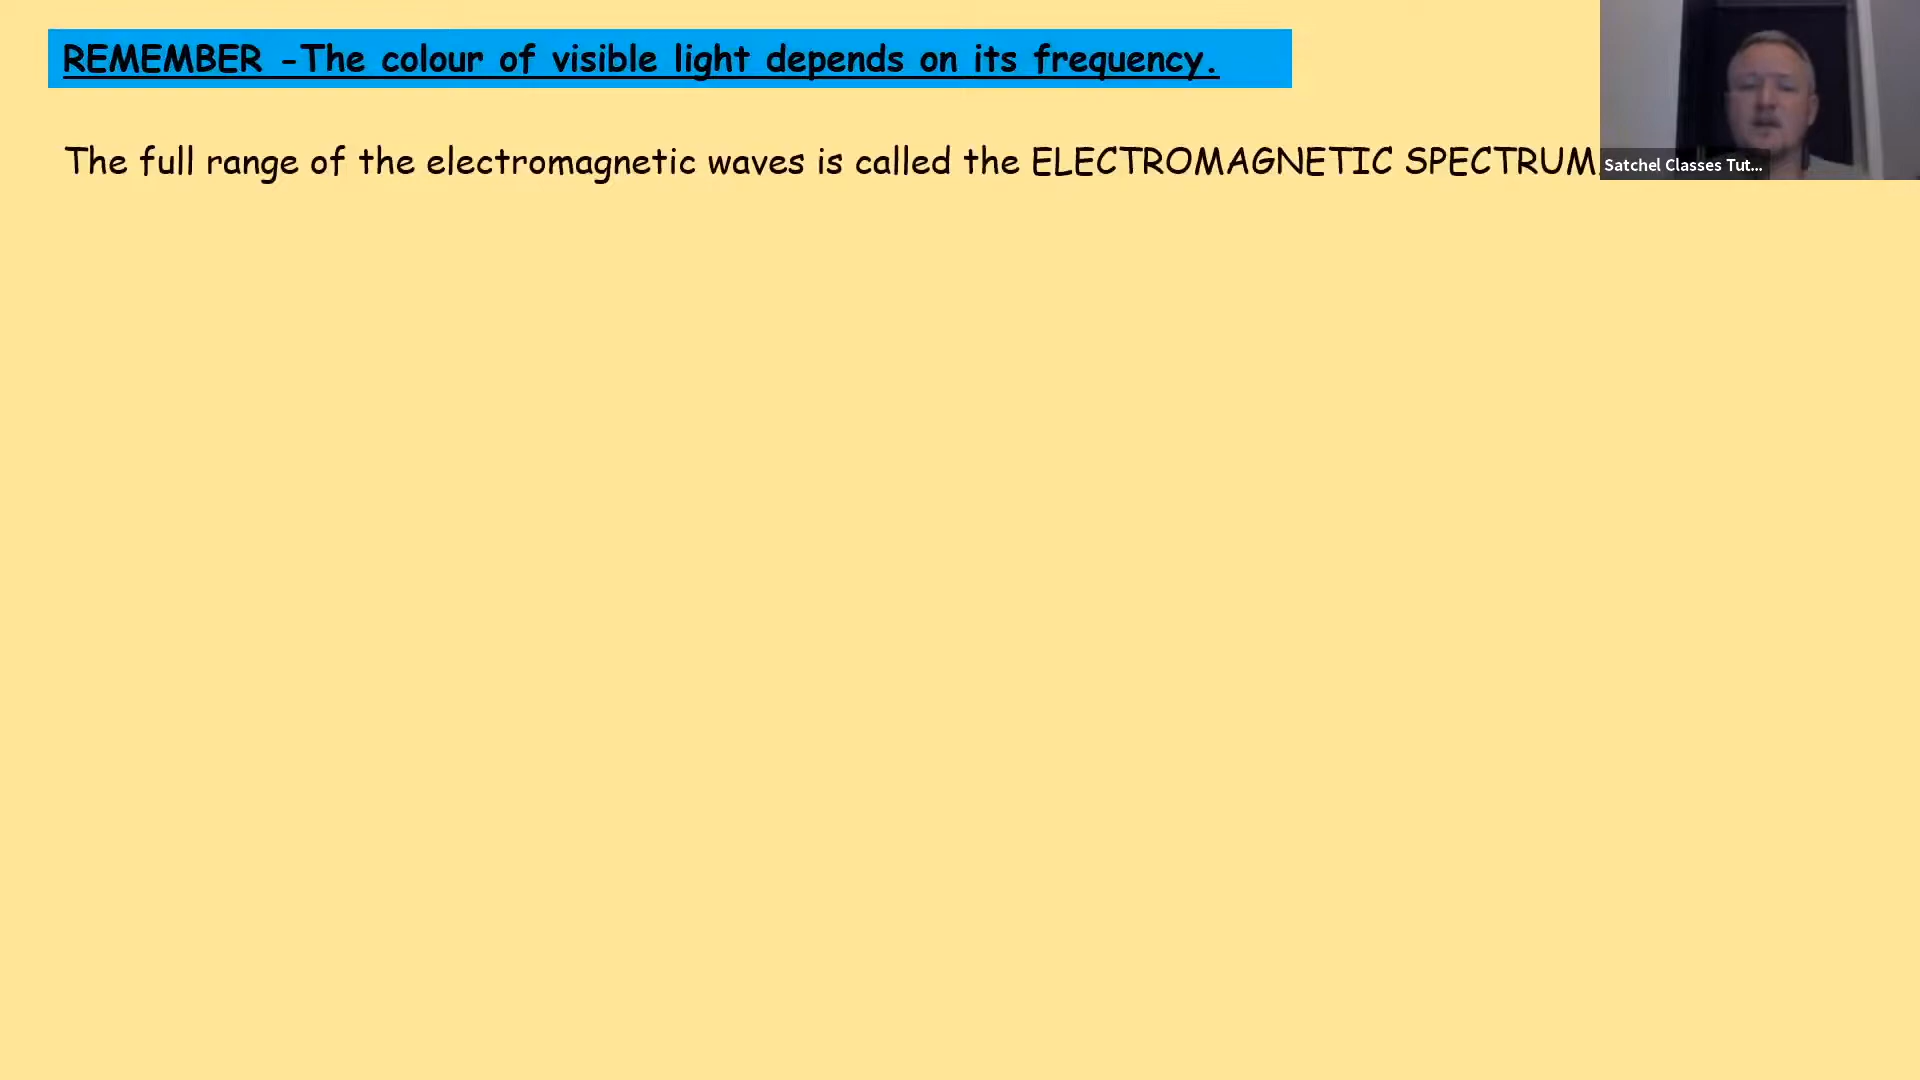 REMEMBER -The colour of visible light depends on its frequency.
The full range of the electromagnetic waves is called the ELECTROMAGNETIC SPECTRUM.
Satchel Classes Tut...